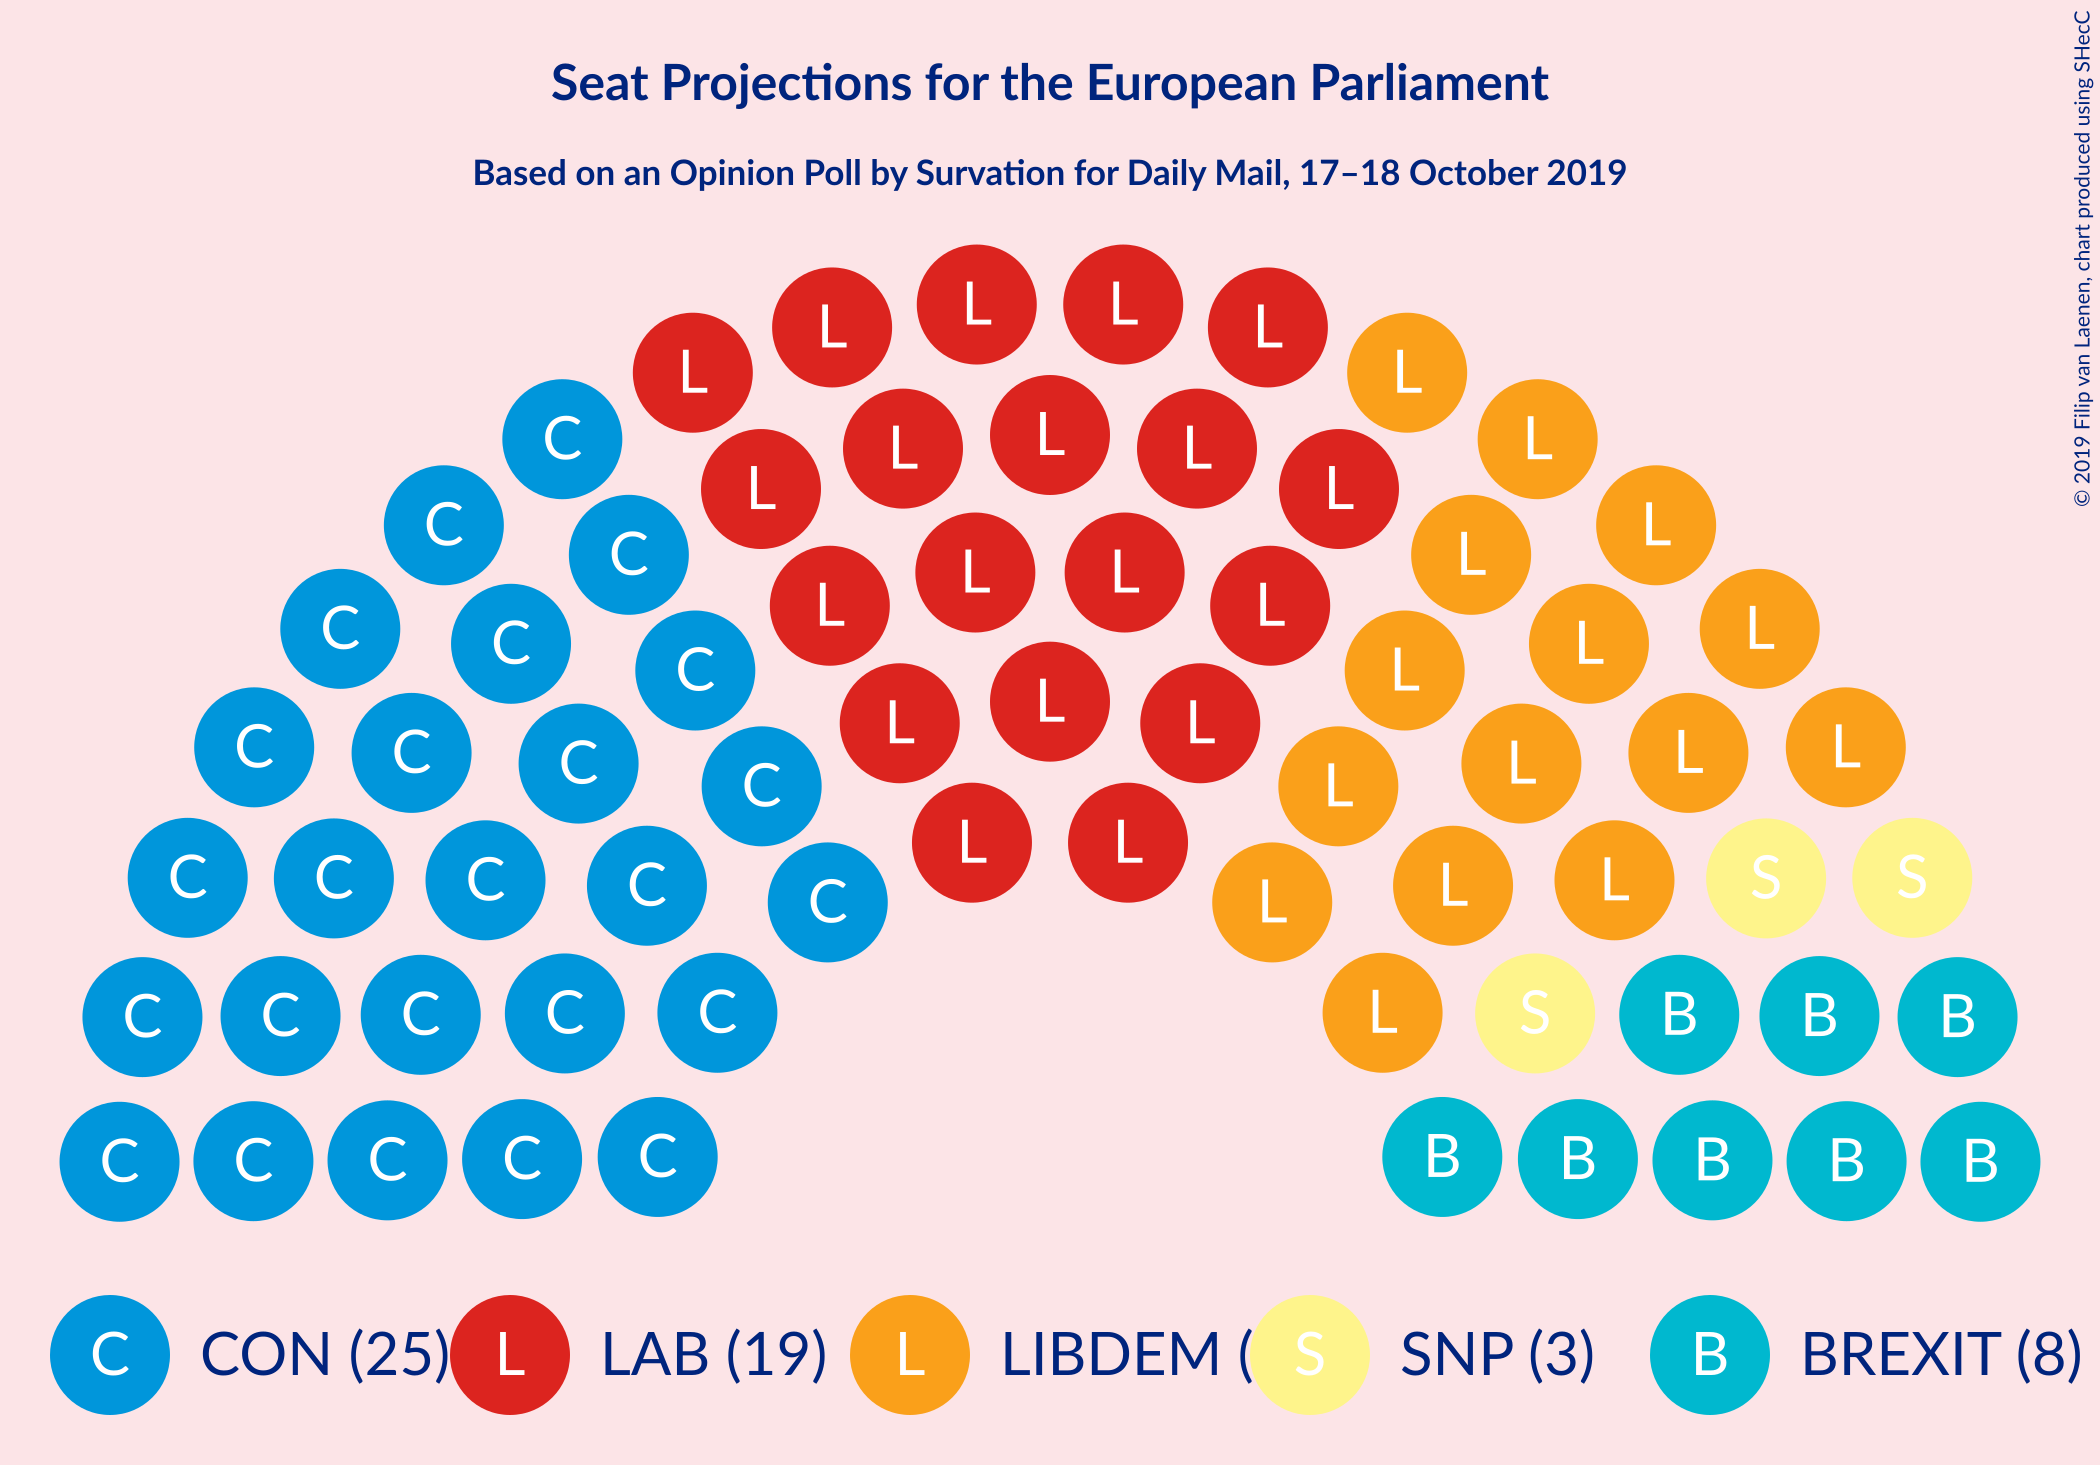 Seat Projections for the European Parliament
Based on an Opinion Poll by Survation for Daily Mail, 17–18 October 2019
© 2019 Filip van Laenen, chart produced using SHecC
L L
L L
L L
C L L L L
L L
C L
C L L L
C L L L
C L
C L
L L L
C C C L L L
C L
L L
C C C C C L L L S S
C C C C C L S B B B
C C C C C B B B B B
C CON (25) L LAB (19) L LIBDEM ( S SNP (3) B BREXIT (8)